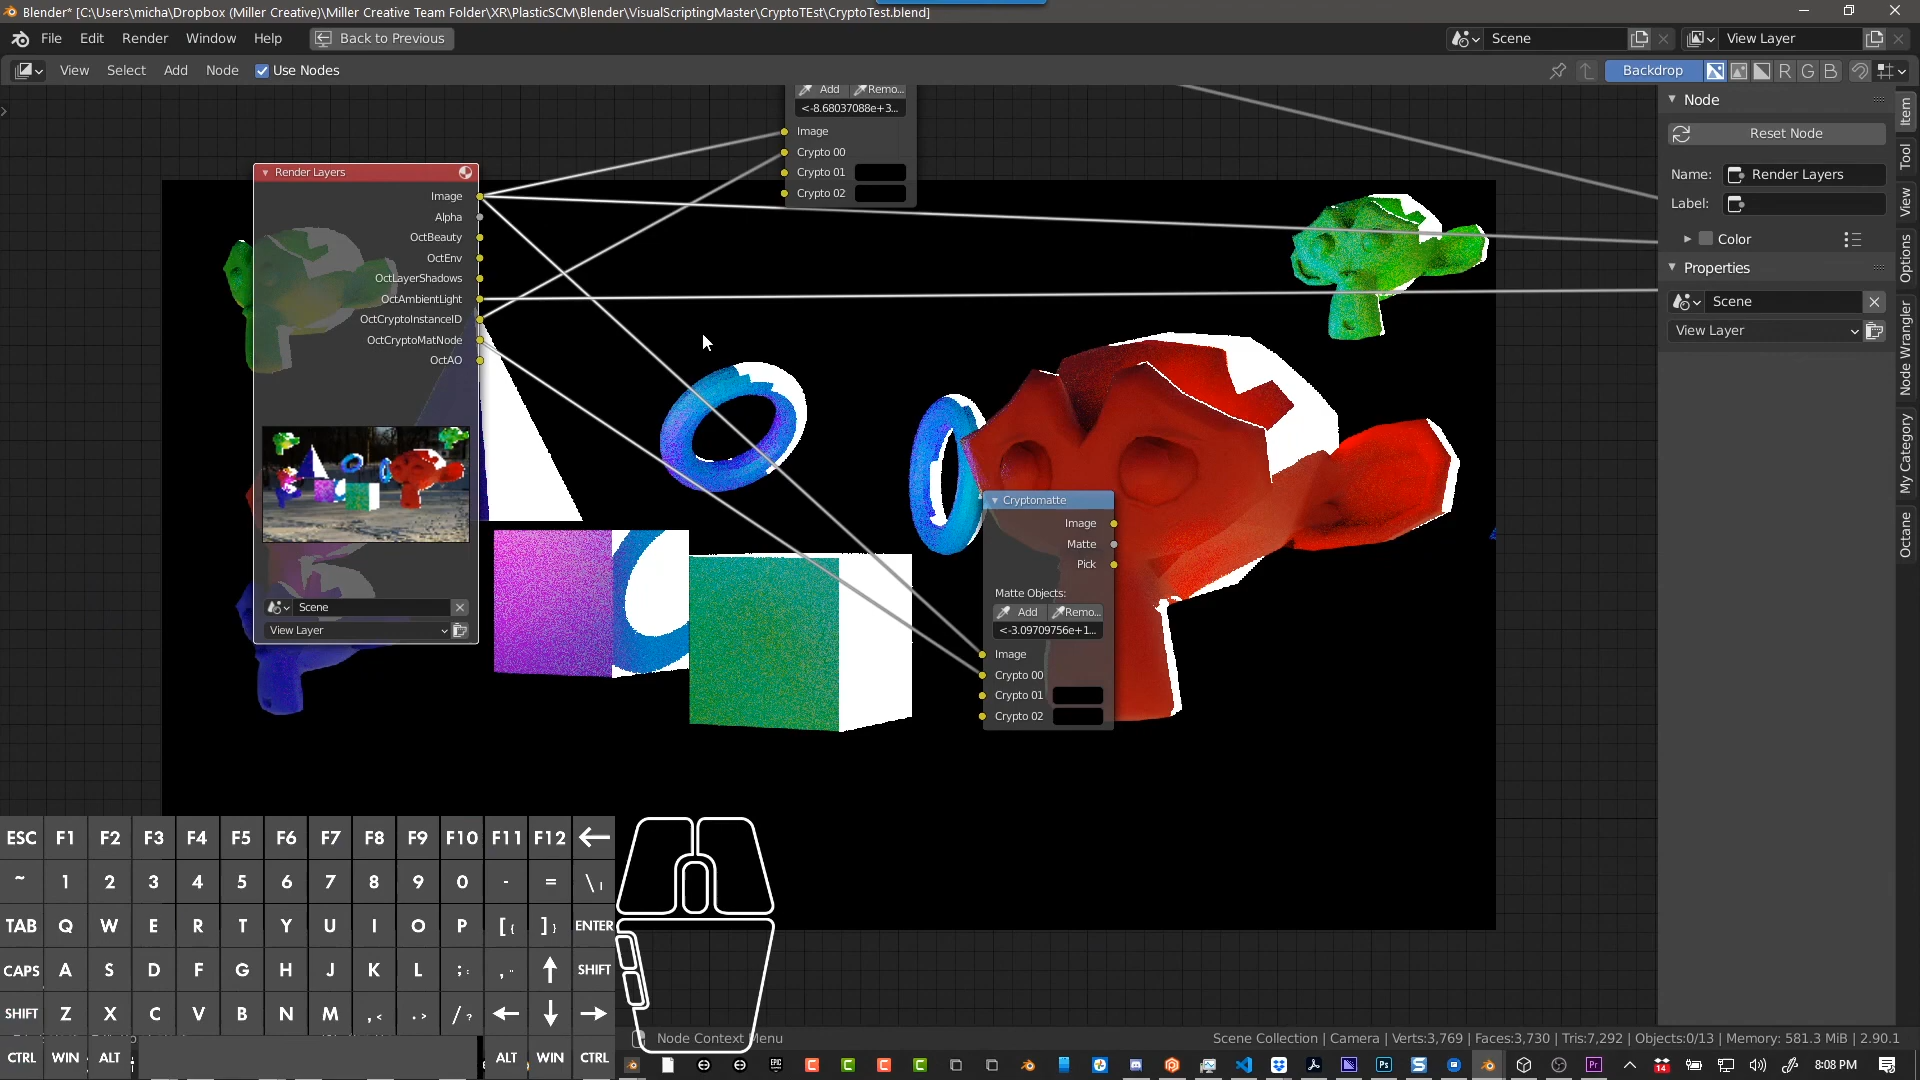 Blender* [C:\Users\micha\Dropbox (Miller Creative)\Miller Creative Team Folder\XR\PlasticSCM\Blender\VisualScriptingMaster\CryptoTEst\CryptoTest.blend]
File Edit Render Window Help Back to Previous Scene View Layer
View Select Add Node Use Nodes Backdrop R G B
Add Remo...
<-8.68037088e+3...
Image
Crypto 00
Crypto 01
Crypto 02
Render Layers
Image
Alpha
OctBeauty
OctEnv
OctLayerShadows
OctAmbientLight
OctCryptoInstanceID
OctCryptoMatNode
OctAO
Scene
View Layer
Cryptomatte
Image
Matte
Pick
Matte Objects:
Add Remo...
<-3.09709756e+1...
Image
Crypto 00
Crypto 01
Crypto 02
Node
Reset Node
Name: Render Layers
Label:
Color
Properties
Scene
View Layer
Item
Tool
View
Options
Node Wrangler
My Category
Octane
ESC F1 F2 F3 F4 F5 F6 F7 F8 F9 F10 F11 F12
~ 1 2 3 4 5 6 7 8 9 0 - = \ |
TAB Q W E R T Y U I O P [ { ] } ENTER
CAPS A S D F G H J K L ; : , " SHIFT
SHIFT Z X C V B N M , < . > / ?
CTRL WIN ALT ALT WIN CTRL
Node Context Menu
Scene Collection | Camera | Verts:3,769 | Faces:3,730 | Tris:7,292 | Objects:0/13 | Memory: 581.3 MiB | 2.90.1
EPIC C C C C Ps S Pr 14 8:08 PM